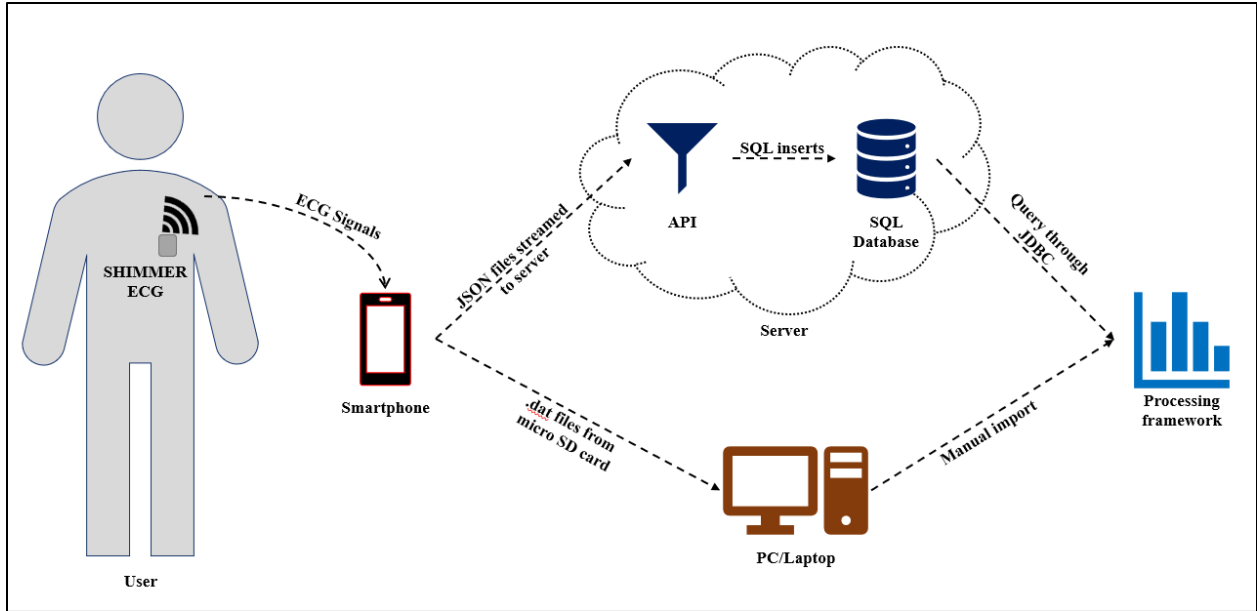 SHIMMER
ECG
User
ECG Signals
Smartphone
JSON files streamed
to server
API
SQL inserts
SQL
Database
Server
Query through
JDBC
.dat files from
micro SD card
PC/Laptop
Manual import
Processing
framework